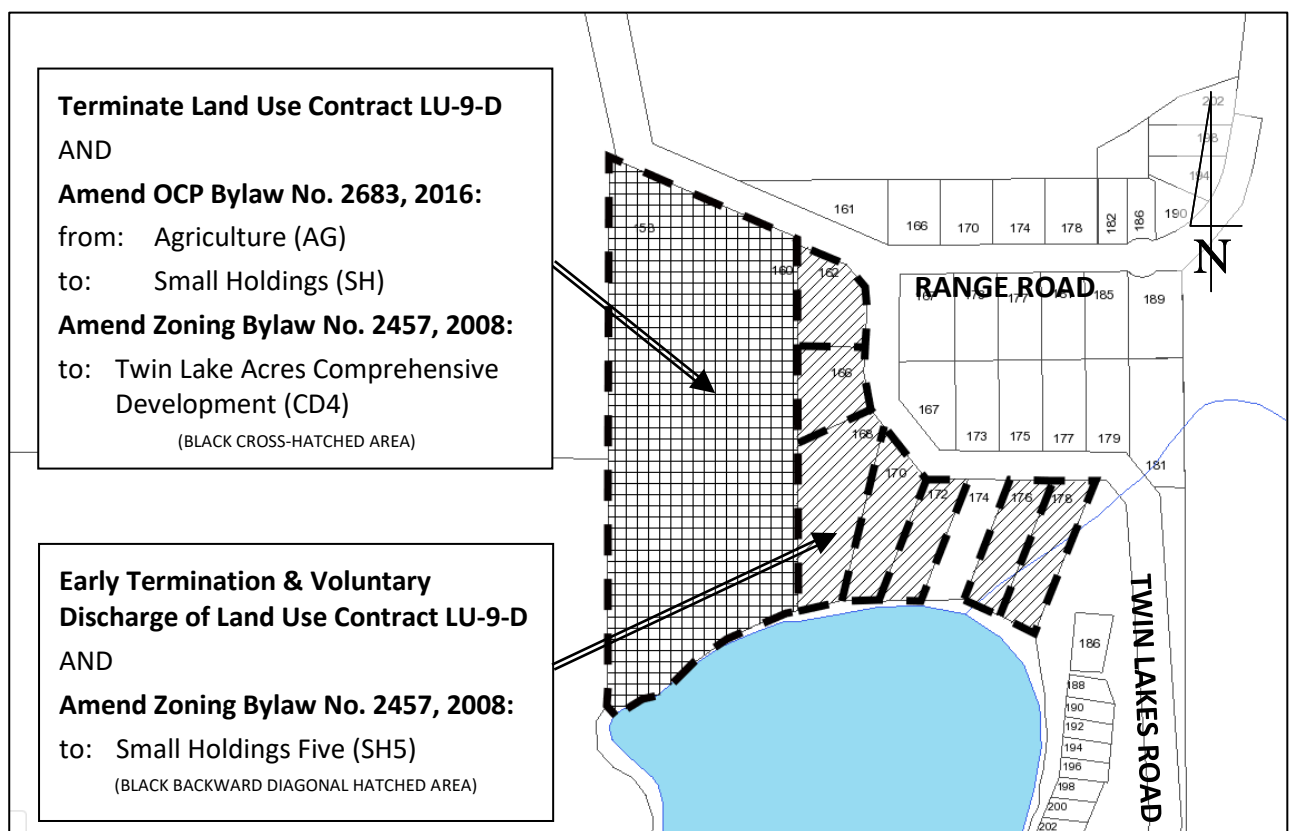 Terminate Land Use Contract LU-9-D
AND
Amend OCP Bylaw No. 2683, 2016:
from: Agriculture (AG)
to: Small Holdings (SH)
Amend Zoning Bylaw No. 2457, 2008:
to: Twin Lake Acres Comprehensive
Development (CD4)
(BLACK CROSS-HATCHED AREA)
Early Termination & Voluntary
Discharge of Land Use Contract LU-9-D
AND
Amend Zoning Bylaw No. 2457, 2008:
to: Small Holdings Five (SH5)
(BLACK BACKWARD DIAGONAL HATCHED AREA)
202
198
194
161
166
170
174
178
182
186
190
N
160
162
RANGE ROAD
185
189
166
167
168
173
175
177
179
181
170
172
174
176
178
TWIN LAKES ROAD
186
188
190
192
194
196
198
200
202